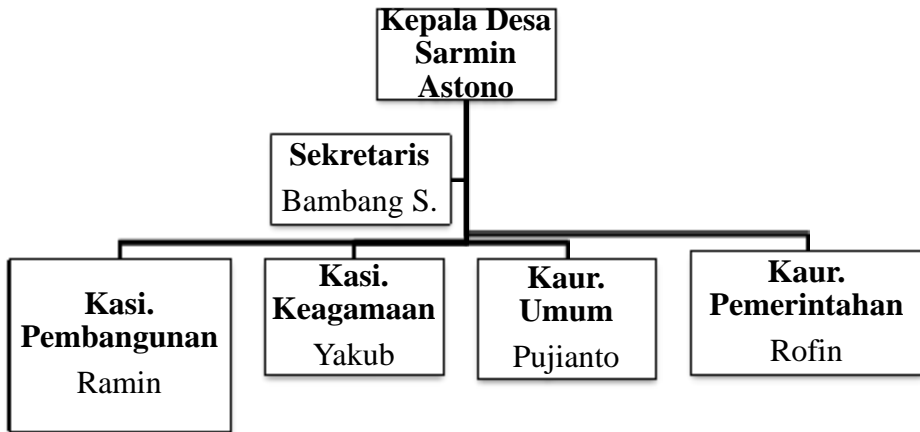 Kepala Desa
Sarmin
Astono
Sekretaris
Bambang S.
Kasi.
Pembangunan
Ramin
Kasi.
Keagamaan
Yakub
Kaur.
Umum
Pujianto
Kaur.
Pemerintahan
Rofin